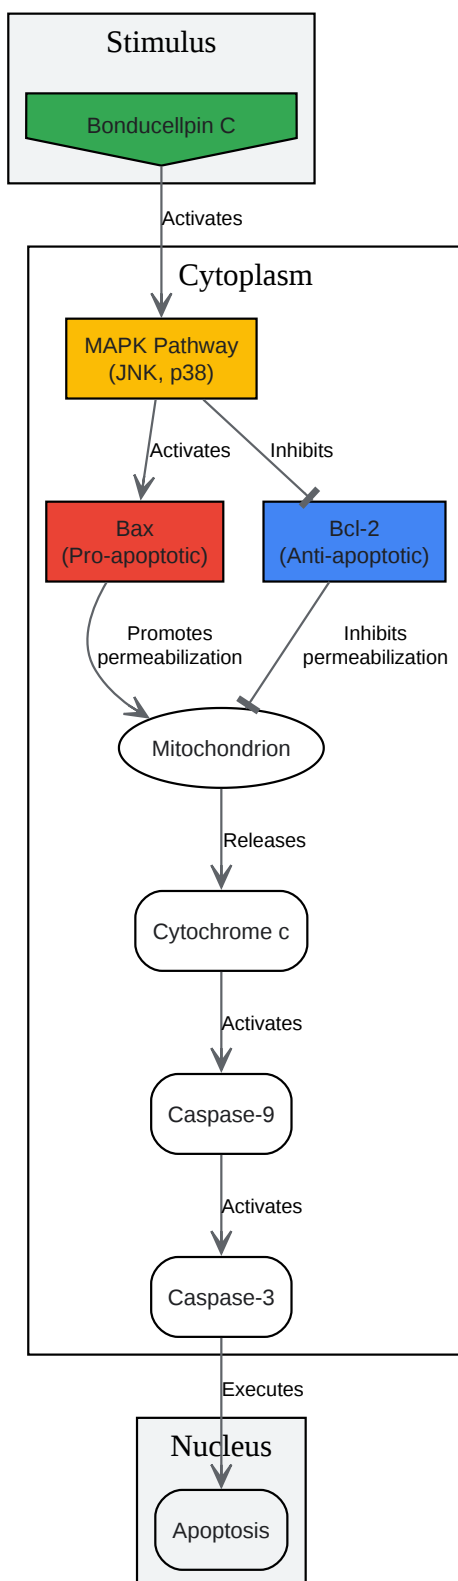 Stimulus
Bonducellpin C
Activates
Cytoplasm
MAPK Pathway
(JNK, p38)
Activates
Inhibits
Bax
(Pro-apoptotic)
Bcl-2
(Anti-apoptotic)
Promotes
permeabilization
Inhibits
permeabilization
Mitochondrion
Releases
Cytochrome c
Activates
Caspase-9
Activates
Caspase-3
Executes
Nucleus
Apoptosis